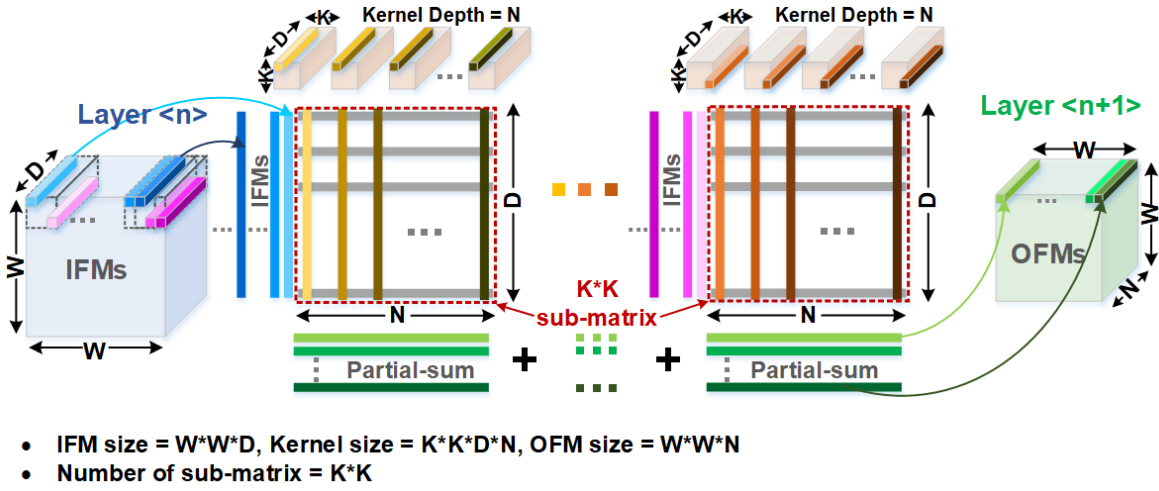 K
Kernel Depth = N
D
K
...
K
Kernel Depth = N
D
K
...
Layer <n>
Layer <n+1>
D
W
IFMs
...
W
...
IFMs
D
...
N
K*K
sub-matrix
...
IFMs
D
...
N
W
...
OFMs
W
N
Partial-sum
+
+
Partial-sum
• IFM size = W*W*D, Kernel size = K*K*D*N, OFM size = W*W*N
• Number of sub-matrix = K*K